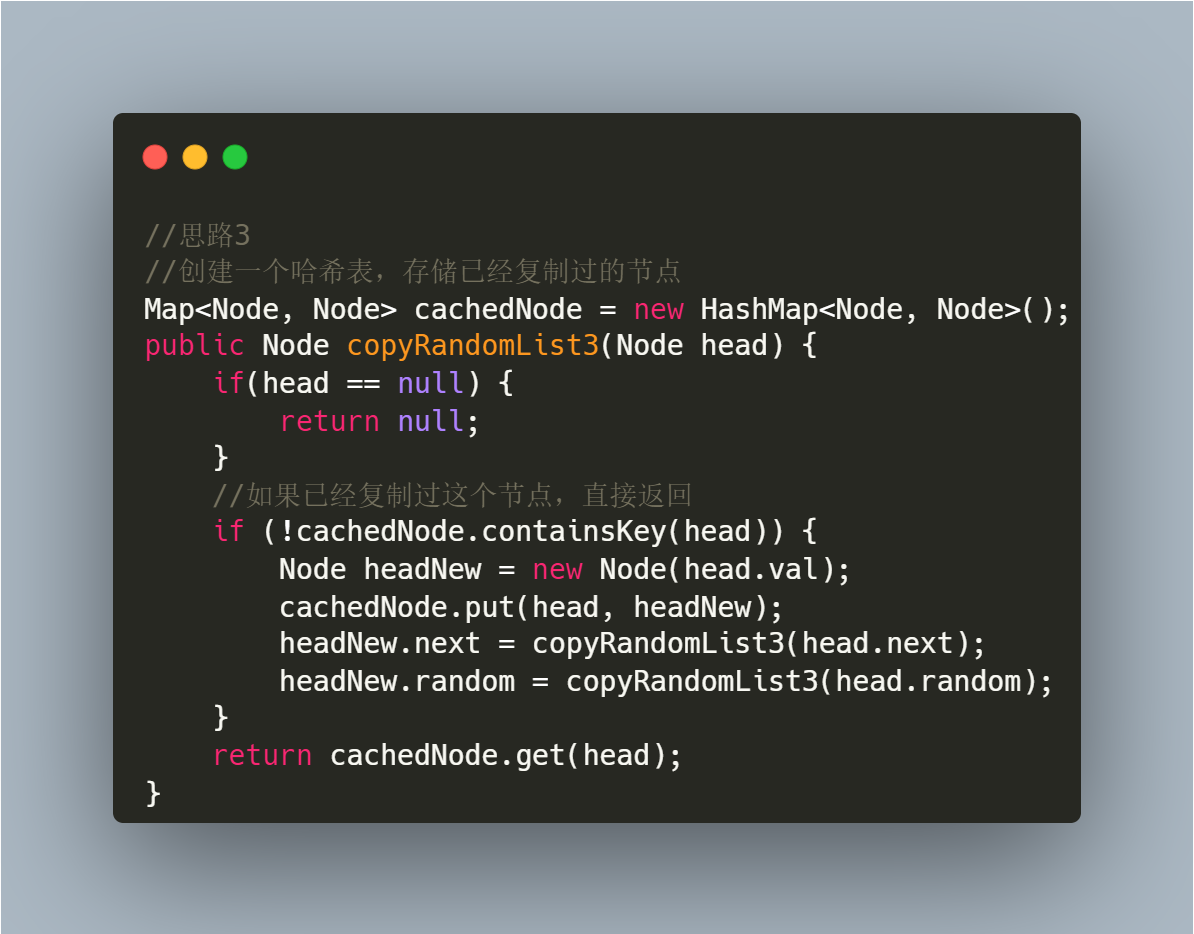 //思路3
//创建一个哈希表，存储已经复制过的节点
Map<Node, Node> cachedNode = new HashMap<Node, Node>();
public Node copyRandomList3(Node head) {
    if(head == null) {
        return null;
    }
    //如果已经复制过这个节点，直接返回
    if (!cachedNode.containsKey(head)) {
        Node headNew = new Node(head.val);
        cachedNode.put(head, headNew);
        headNew.next = copyRandomList3(head.next);
        headNew.random = copyRandomList3(head.random);
    }
    return cachedNode.get(head);
}